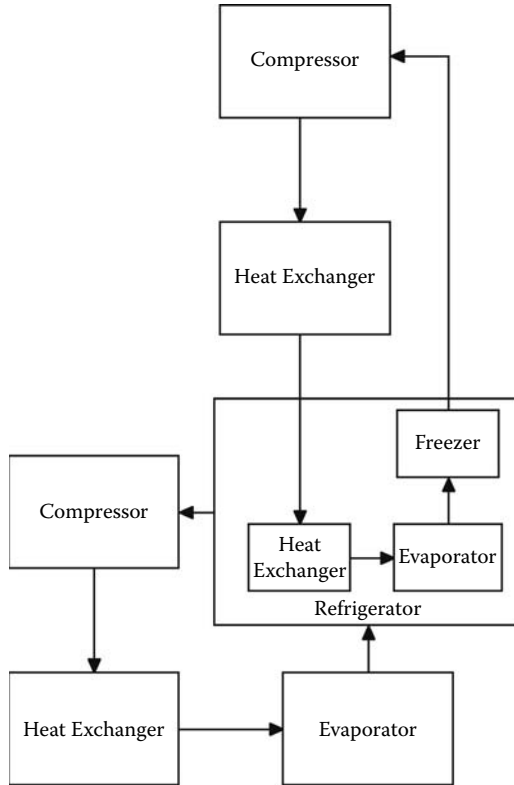 Compressor
Heat Exchanger
Freezer
Compressor
Heat
Exchanger
Evaporator
Refrigerator
Heat Exchanger
Evaporator